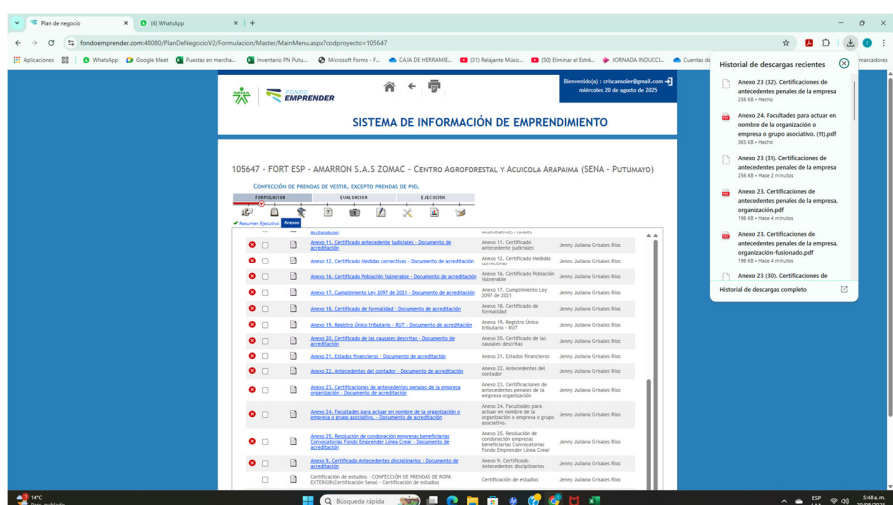 Plan de negocio
(4) WhatsApp
fondoemprender.com:48080/PlanDeNegocioV2/Formulacion/Master/MainMenu.aspx?codproyecto=105647
Aplicaciones
WhatsApp
Google Meet
Puestas en marcha...
Inventario PN Putu...
Microsoft Forms - F...
CAJA DE HERRAMIE...
(31) Relajante Músic...
(50) Eliminar el Estré...
JORNADA INDUCCI...
Cuentas de
marcadores
Historial de descargas recientes
Anexo 23 (32). Certificaciones de
antecedentes penales de la empresa
256 KB • Hecho
Anexo 24. Facultades para actuar en
nombre de la organización o
empresa o grupo asociativo. (11).pdf
365 KB • Hecho
Anexo 23 (31). Certificaciones de
antecedentes penales de la empresa
256 KB • Hace 2 minutos
Anexo 23. Certificaciones de
antecedentes penales de la empresa,
organización.pdf
196 KB • Hace 4 minutos
Anexo 23. Certificaciones de
antecedentes penales de la empresa,
organización-fusionado.pdf
196 KB • Hace 4 minutos
Anexo 23 (30). Certificaciones de
Historial de descargas completo
SENA
FONDO
EMPRENDER
Bienvenido(a) : criscansoler@gmail.com
miércoles 20 de agosto de 2025
SISTEMA DE INFORMACIÓN DE EMPRENDIMIENTO
105647 - FORT ESP - AMARRON S.A.S ZOMAC - Centro Agroforestal y Acuicola Arapaima (SENA - Putumayo)
Confección de prendas de vestir, excepto prendas de piel
FORMULACION
EVALUACION
EJECUCION
Resumen Ejecutivo
Anexos
acreditación
antecedentes fiscales
Anexo 11. Certificado antecedente judiciales - Documento de
acreditación
Anexo 11. Certificado
antecedente judiciales
Jenny Juliana Grisales Rios
Anexo 12. Certificado Medidas correctivas - Documento de acreditación
Anexo 12. Certificado Medidas
correctivas
Jenny Juliana Grisales Rios
Anexo 16. Certificado Población Vulnerable - Documento de acreditación
Anexo 16. Certificado Población
Vulnerable
Jenny Juliana Grisales Rios
Anexo 17. Cumplimiento Ley 2097 de 2021 - Documento de acreditación
Anexo 17. Cumplimiento Ley
2097 de 2021
Jenny Juliana Grisales Rios
Anexo 18. Certificado de formalidad - Documento de acreditación
Anexo 18. Certificado de
formalidad
Jenny Juliana Grisales Rios
Anexo 19. Registro Único tributario - RUT - Documento de acreditación
Anexo 19. Registro Único
tributario - RUT
Jenny Juliana Grisales Rios
Anexo 20. Certificado de las causales descritas - Documento de
acreditación
Anexo 20. Certificado de las
causales descritas
Jenny Juliana Grisales Rios
Anexo 21. Estados financieros - Documento de acreditación
Anexo 21. Estados financieros
Jenny Juliana Grisales Rios
Anexo 22. Antecedentes del contador - Documento de acreditación
Anexo 22. Antecedentes del
contador
Jenny Juliana Grisales Rios
Anexo 23. Certificaciones de antecedentes penales de la empresa
organización - Documento de acreditación
Anexo 23. Certificaciones de
antecedentes penales de la
empresa organización
Jenny Juliana Grisales Rios
Anexo 24. Facultades para actuar en nombre de la organización o
empresa o grupo asociativo. - Documento de acreditación
Anexo 24. Facultades para
actuar en nombre de la
organización o empresa o grupo
asociativo.
Jenny Juliana Grisales Rios
Anexo 25. Resolución de condonación empresas beneficiarias
Convocatorias Fondo Emprender Línea Crear - Documento de
acreditación
Anexo 25. Resolución de
condonación empresas
beneficiarias Convocatorias
Fondo Emprender Línea Crear
Jenny Juliana Grisales Rios
Anexo 9. Certificado Antecedentes disciplinarios - Documento de
acreditación
Anexo 9. Certificado
Antecedentes disciplinarios
Jenny Juliana Grisales Rios
Certificación de estudios - CONFECCIÓN DE PRENDAS DE ROPA
EXTERIOR(Certificación Sena) - Certificación de estudios
Certificación de estudios
Jenny Juliana Grisales Rios
14°C
Parc. nublado
Búsqueda rápida
ESP
LAA
5:48 a. m.
20/08/2025